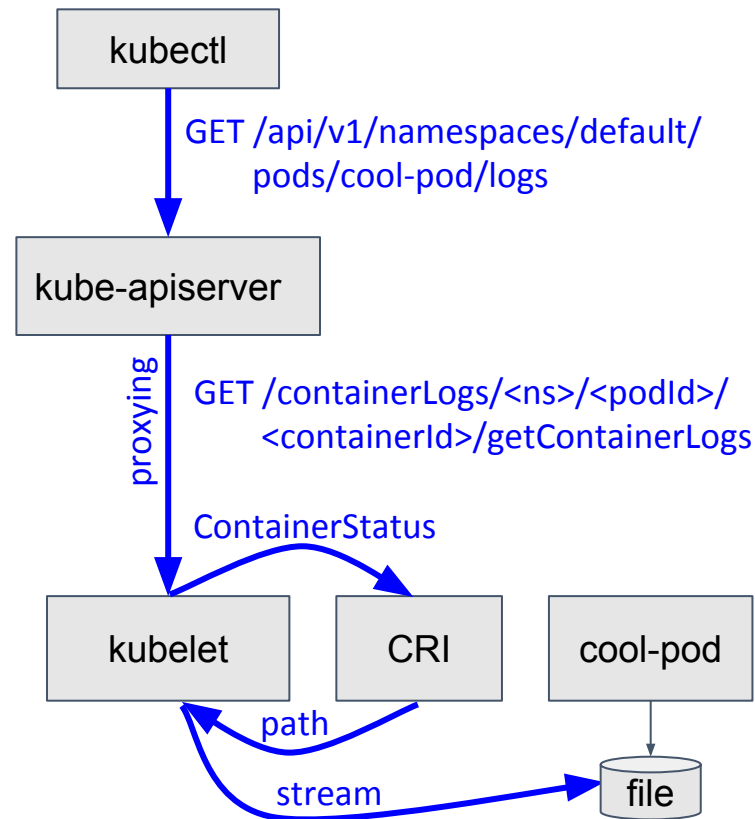 kubectl
GET /api/v1/namespaces/default/
pods/cool-pod/logs
kube-apiserver
proxying
GET /containerLogs/<ns>/<podId>/
<containerId>/getContainerLogs
ContainerStatus
kubelet
CRI
cool-pod
path
stream
file